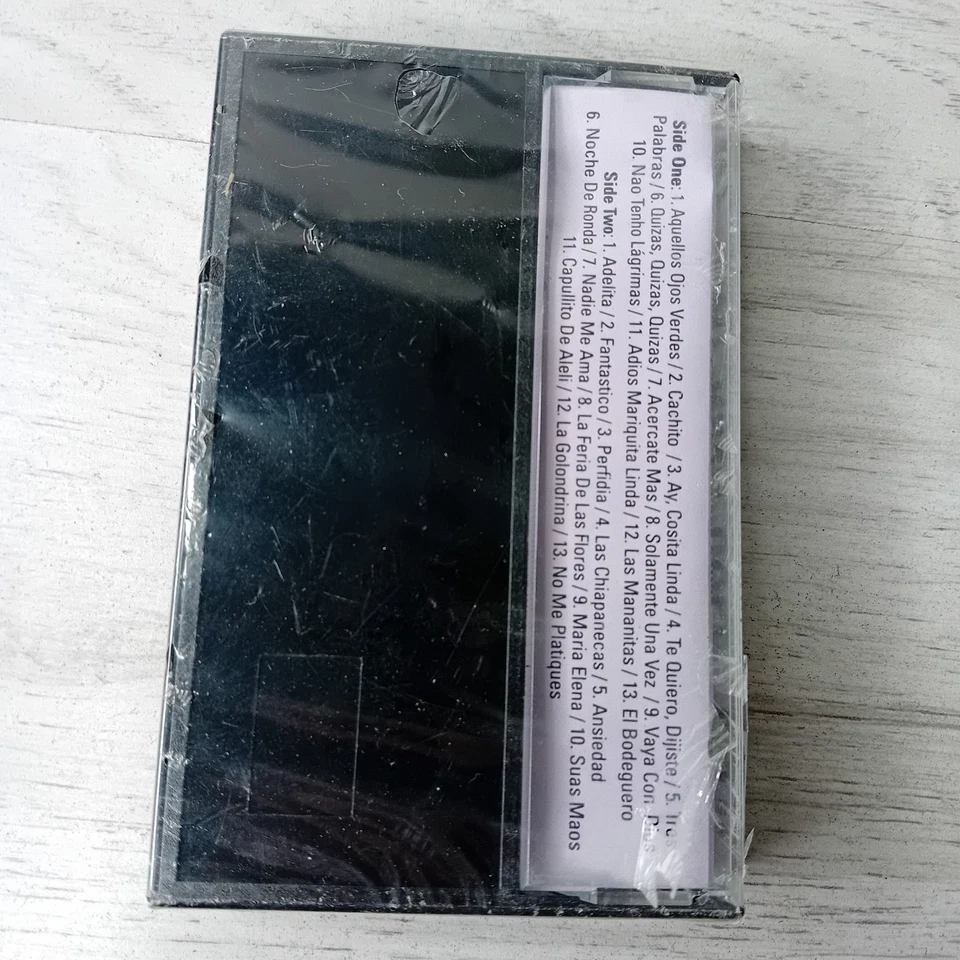 Side One: 1. Aquellos Ojos Verdes / 2. Cachito / 3. Ay, Cosita Linda / 4. Te Quiero, Dijiste / 5. Tres
Palabras / 6. Quizas, Quizas, Quizas / 7. Acercate Mas / 8. Solamente Una Vez / 9. Vaya Con Dios
10. Nao Tenho Lágrimas / 11. Adios Mariquita Linda / 12. Las Mananitas / 13. El Bodeguero
Side Two: 1. Adelita / 2. Fantastico / 3. Perfidia / 4. Las Chiapanecas / 5. Ansiedad
6. Noche De Ronda / 7. Nadie Me Ama / 8. La Feria De Las Flores / 9. Maria Elena / 10. Suas Maos
11. Capullito De Aleli / 12. La Golondrina / 13. No Me Platiques